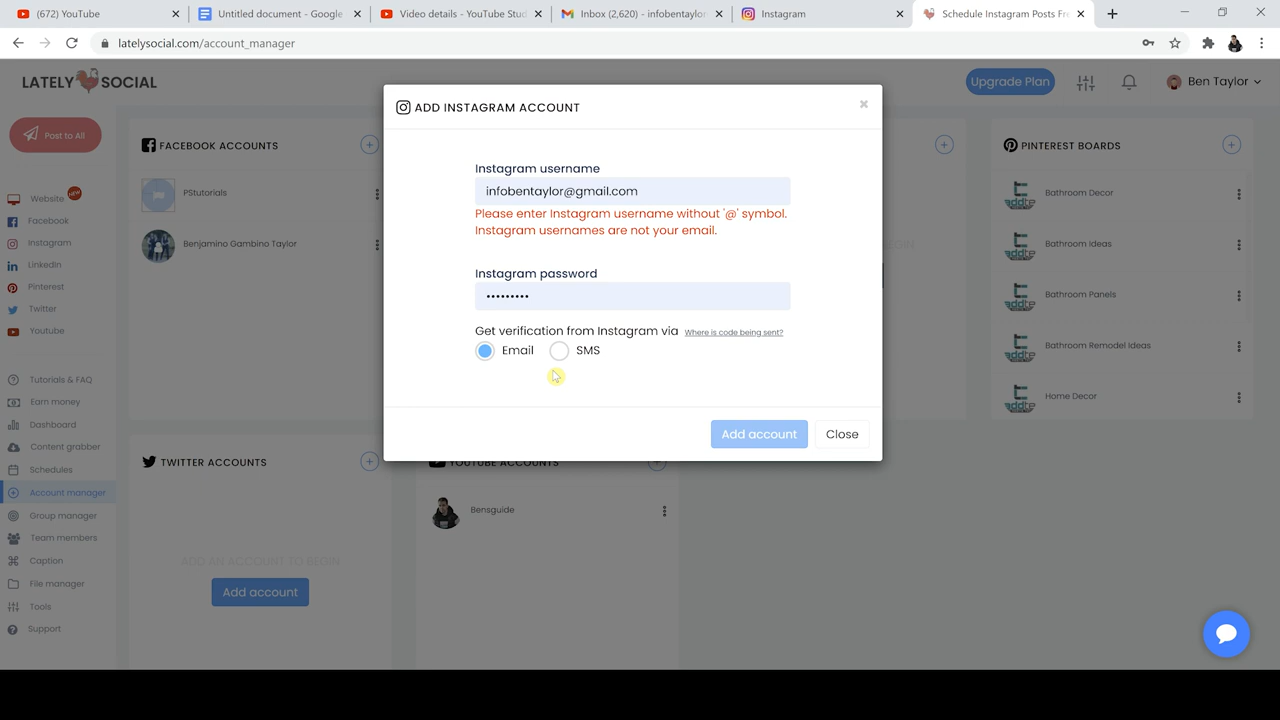 (672) YouTube
Untitled document - Google
Video details - YouTube Stud
Inbox (2,620) - infobentaylor
Instagram
Schedule Instagram Posts Fr
latelysocial.com/account_manager
LATELY SOCIAL
Upgrade Plan
Ben Taylor
Post to All
Website
New
Facebook
Instagram
LinkedIn
Pinterest
Twitter
Youtube
Tutorials & FAQ
Earn money
Dashboard
Content grabber
Schedules
Account manager
Group manager
Team members
Caption
File manager
Tools
Support
FACEBOOK ACCOUNTS
PStutorials
Benjamino Gambino Taylor
ADD INSTAGRAM ACCOUNT
Instagram username
infobentaylor@gmail.com
Please enter Instagram username without '@' symbol.
Instagram usernames are not your email.
Instagram password
•••••••••
Get verification from Instagram via Where is code being sent?
Email
SMS
Add account
Close
PINTEREST BOARDS
Bathroom Decor
Bathroom Ideas
Bathroom Panels
Bathroom Remodel Ideas
Home Decor
TWITTER ACCOUNTS
ADD AN ACCOUNT TO BEGIN
Add account
YOUTUBE ACCOUNTS
Bensguide